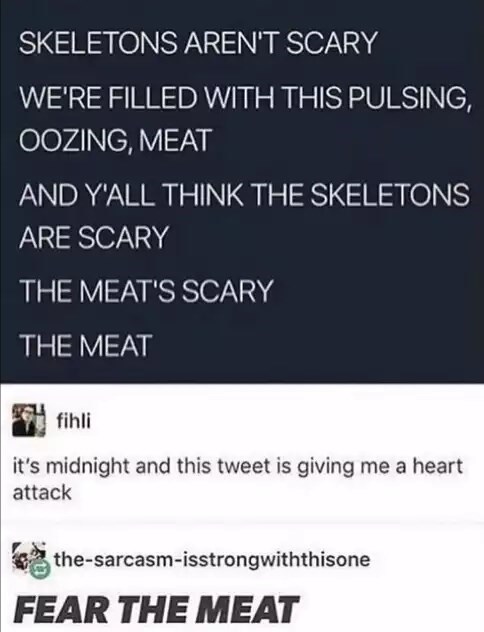 SKELETONS AREN'T SCARY
WE'RE FILLED WITH THIS PULSING,
OOZING, MEAT
AND Y'ALL THINK THE SKELETONS
ARE SCARY
THE MEAT'S SCARY
THE MEAT
fihli
it's midnight and this tweet is giving me a heart
attack
the-sarcasm-isstrongwiththisone
FEAR THE MEAT